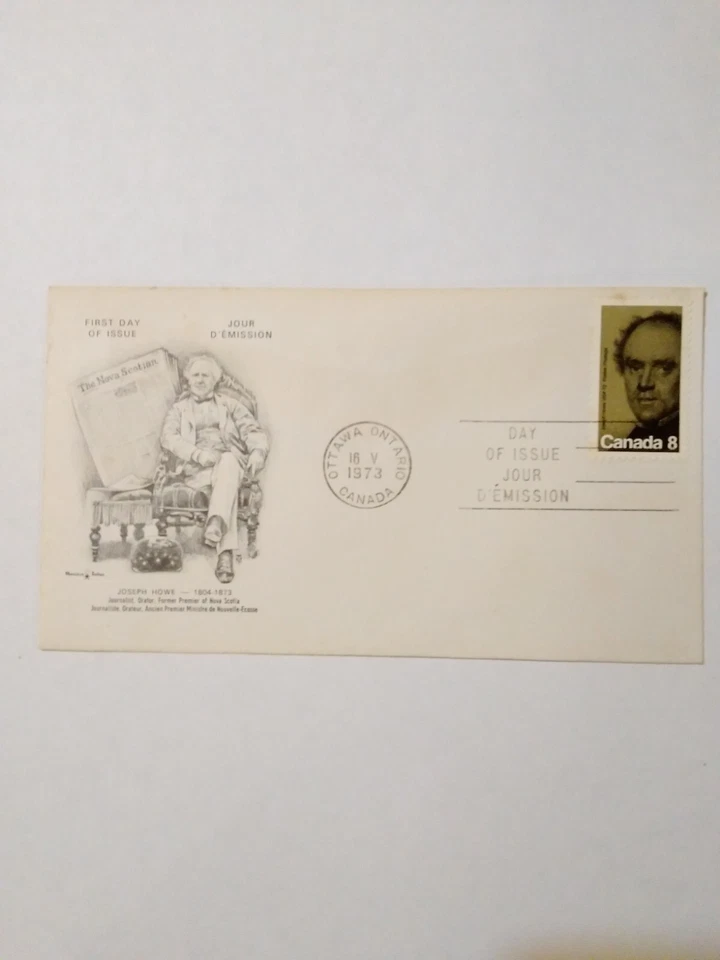 FIRST DAY
OF ISSUE
JOUR
D'ÉMISSION
The Nova Scotian
JOSEPH HOWE — 1804-1873
Journalist, Orator, Former Premier of Nova Scotia
Journaliste, Orateur, Ancien Premier Ministre de Nouvelle-Ecosse
OTTAWA ONTARIO
16 V
1973
CANADA
DAY
OF ISSUE
JOUR
D'ÉMISSION
Canada 8